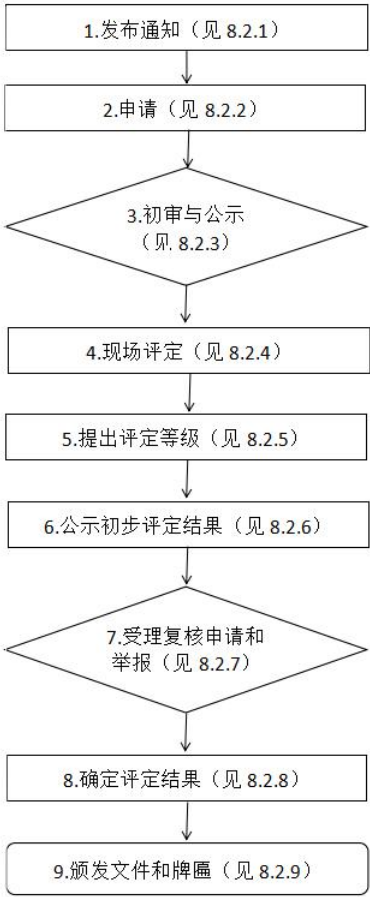 1.发布通知（见 8.2.1）
2.申请（见 8.2.2）
3.初审与公示
（见 8.2.3）
4.现场评定（见 8.2.4）
5.提出评定等级（见 8.2.5）
6.公示初步评定结果（见 8.2.6）
7.受理复核申请和
举报（见 8.2.7）
8.确定评定结果（见 8.2.8）
9.颁发文件和牌匾（见 8.2.9）